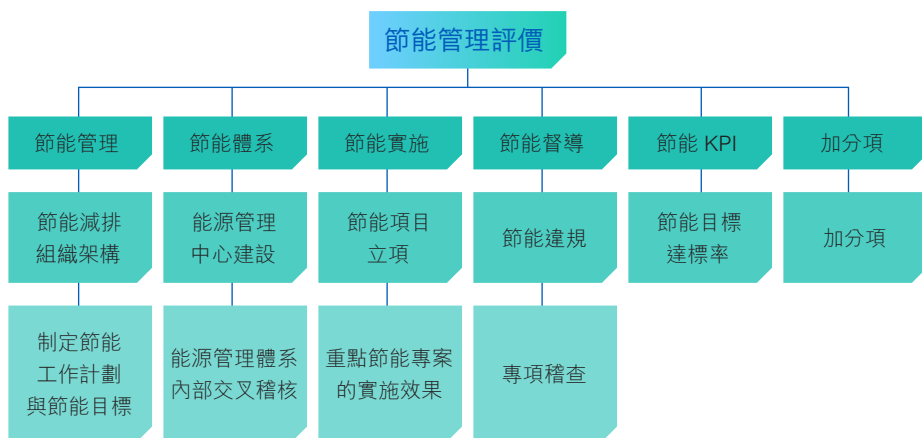 節能管理評價
節能管理
節能體系
節能實施
節能督導
節能 KPI
加分項
節能減排
組織架構
能源管理
中心建設
節能項目
立項
節能違規
節能目標
達標率
加分項
制定節能
工作計劃
與節能目標
能源管理體系
內部交叉稽核
重點節能專案
的實施效果
專項稽查